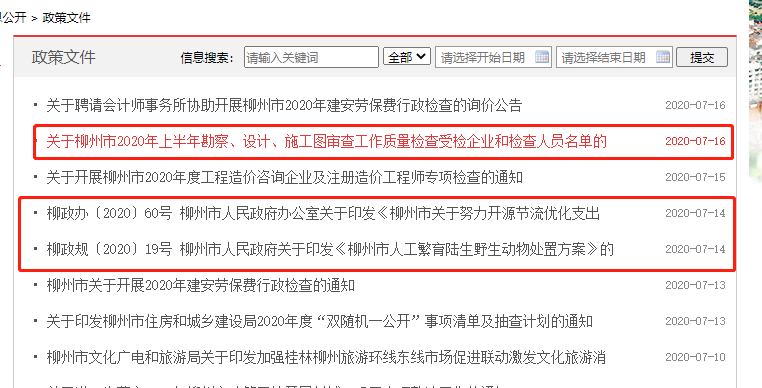 公开 > 政策文件
政策文件 信息搜索： 请输入关键词 全部 请选择开始日期 请选择结束日期 提交
· 关于聘请会计师事务所协助开展柳州市2020年建安劳保费行政检查的询价公告 2020-07-16
· 关于柳州市2020年上半年勘察、设计、施工图审查工作质量检查受检企业和检查人员名单的 2020-07-16
· 关于开展柳州市2020年度工程造价咨询企业及注册造价工程师专项检查的通知 2020-07-15
· 柳政办〔2020〕60号 柳州市人民政府办公室关于印发《柳州市关于努力开源节流优化支出 2020-07-14
· 柳政规〔2020〕19号 柳州市人民政府关于印发《柳州市人工繁育陆生野生动物处置方案》的 2020-07-14
· 柳州市关于开展2020年建安劳保费行政检查的通知 2020-07-13
· 关于印发柳州市住房和城乡建设局2020年度“双随机一公开”事项清单及抽查计划的通知 2020-07-13
· 柳州市文化广电和旅游局关于印发加强桂林柳州旅游环线东线市场促进联动激发文化旅游消 2020-07-10